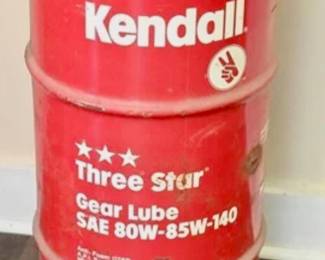 Kendall
Three Star
Gear Lube
SAE 80W-85W-140